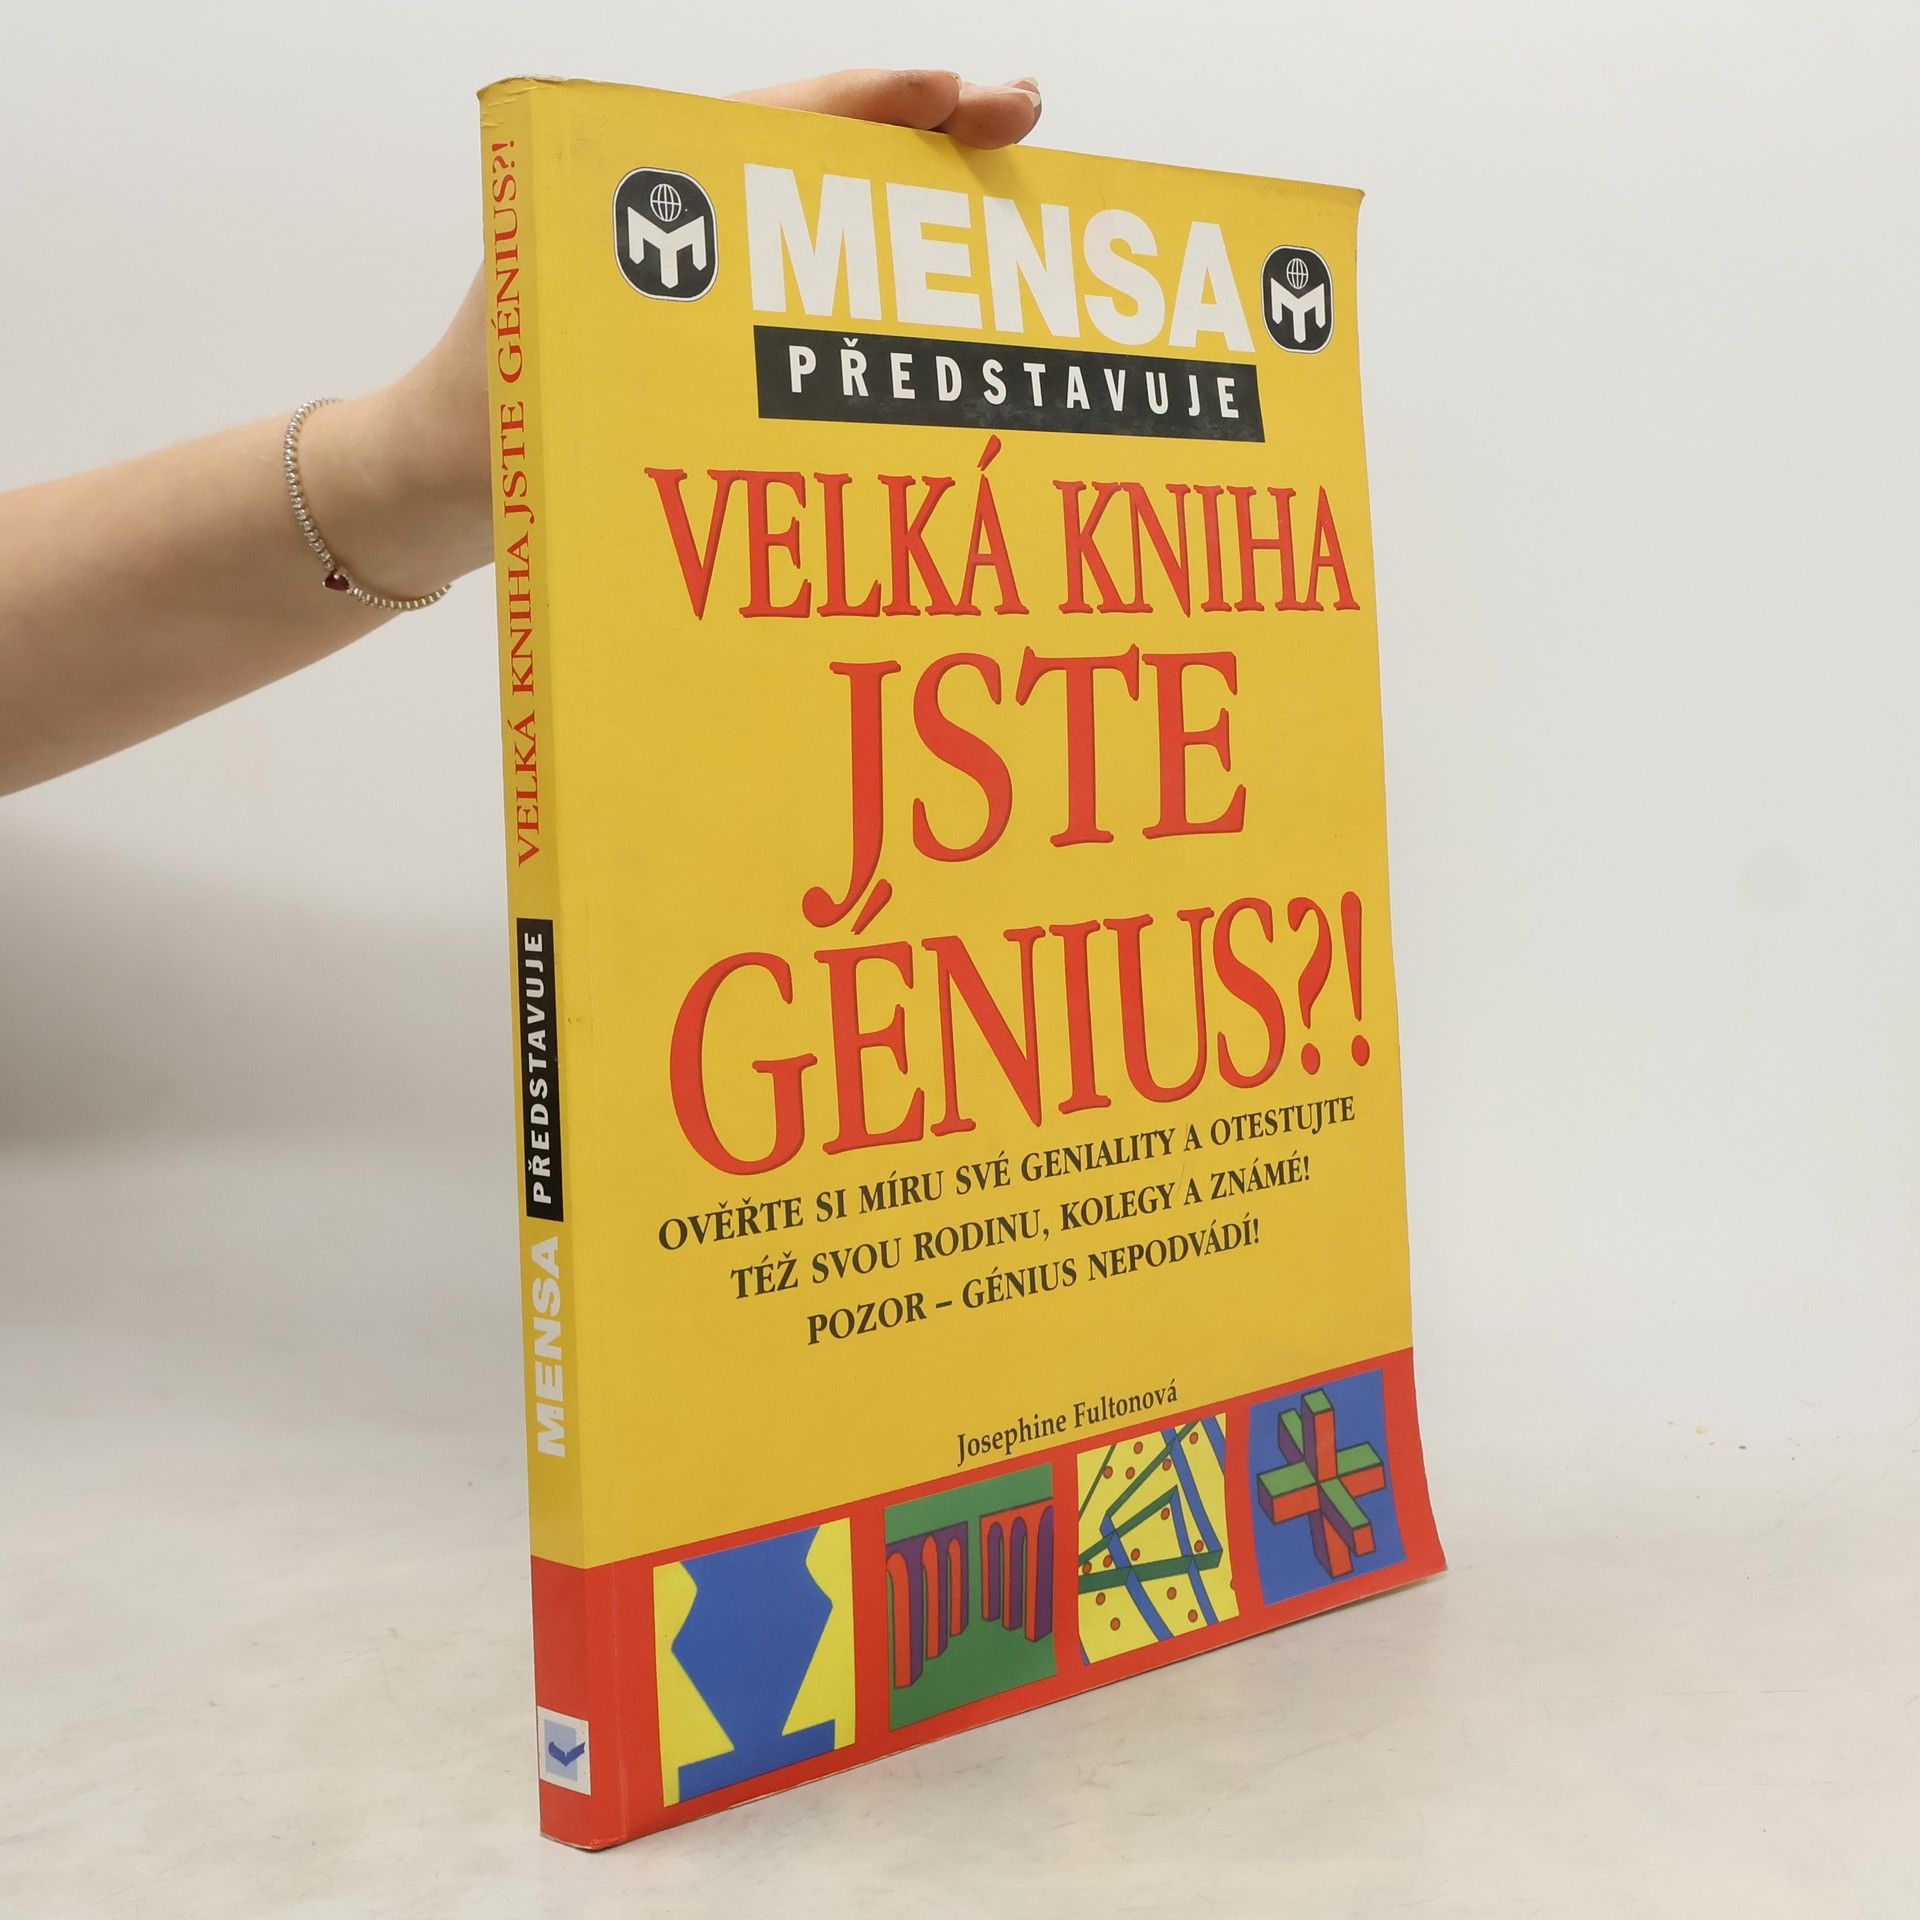 MENSA
PŘEDSTAVUJE
VELKÁ KNIHA
JSTE
GÉNIUS?!
OVĚŘTE SI MÍRU SVÉ GENIALITY A OTESTUJTE
TÉŽ SVOU RODINU, KOLEGY A ZNÁMÉ!
POZOR – GÉNIUS NEPODVÁDÍ!
Josephine Fultonová
MENSA PŘEDSTAVUJE VELKÁ KNIHA JSTE GÉNIUS?!